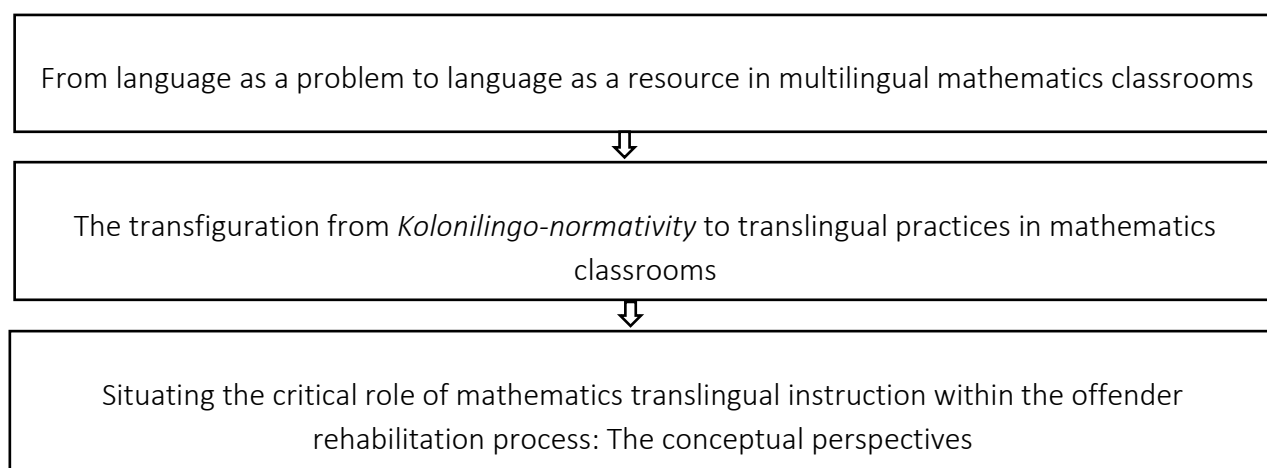 From language as a problem to language as a resource in multilingual mathematics classrooms
The transfiguration from Kolonilingo-normativity to translingual practices in mathematics
classrooms
Situating the critical role of mathematics translingual instruction within the offender
rehabilitation process: The conceptual perspectives